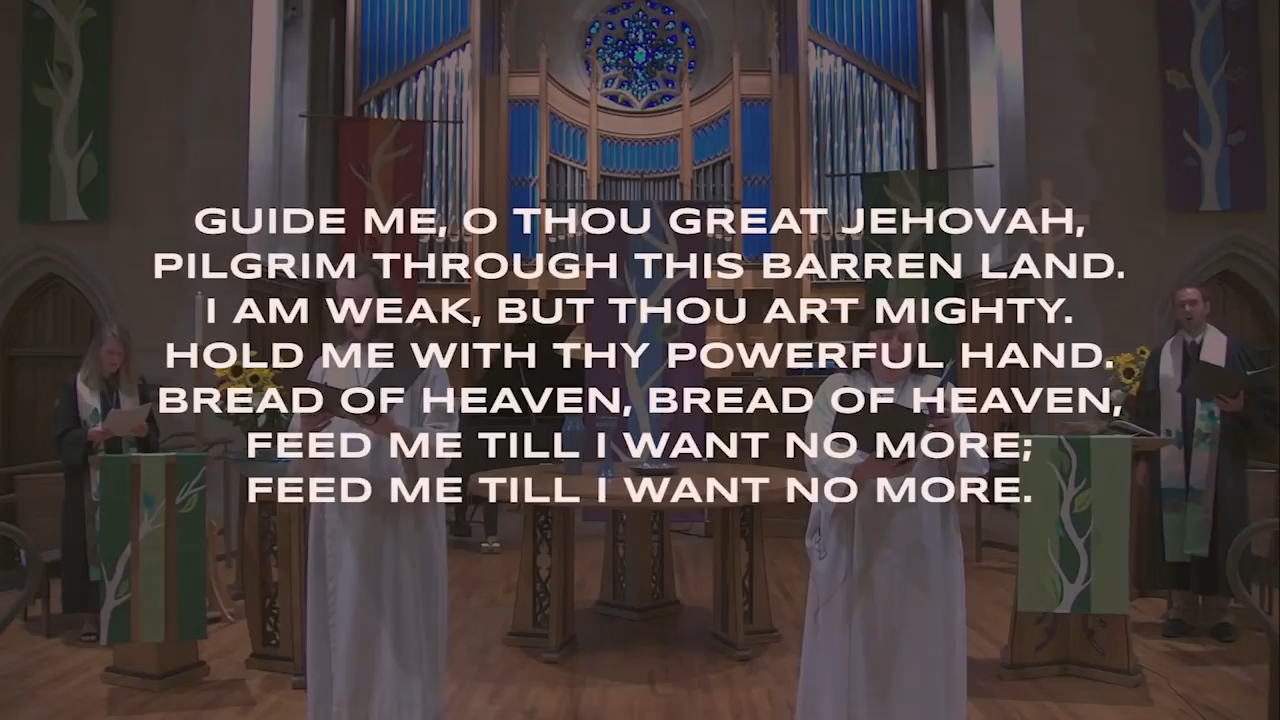 GUIDE ME, O THOU GREAT JEHOVAH,
PILGRIM THROUGH THIS BARREN LAND.
I AM WEAK, BUT THOU ART MIGHTY.
HOLD ME WITH THY POWERFUL HAND.
BREAD OF HEAVEN, BREAD OF HEAVEN,
FEED ME TILL I WANT NO MORE;
FEED ME TILL I WANT NO MORE.